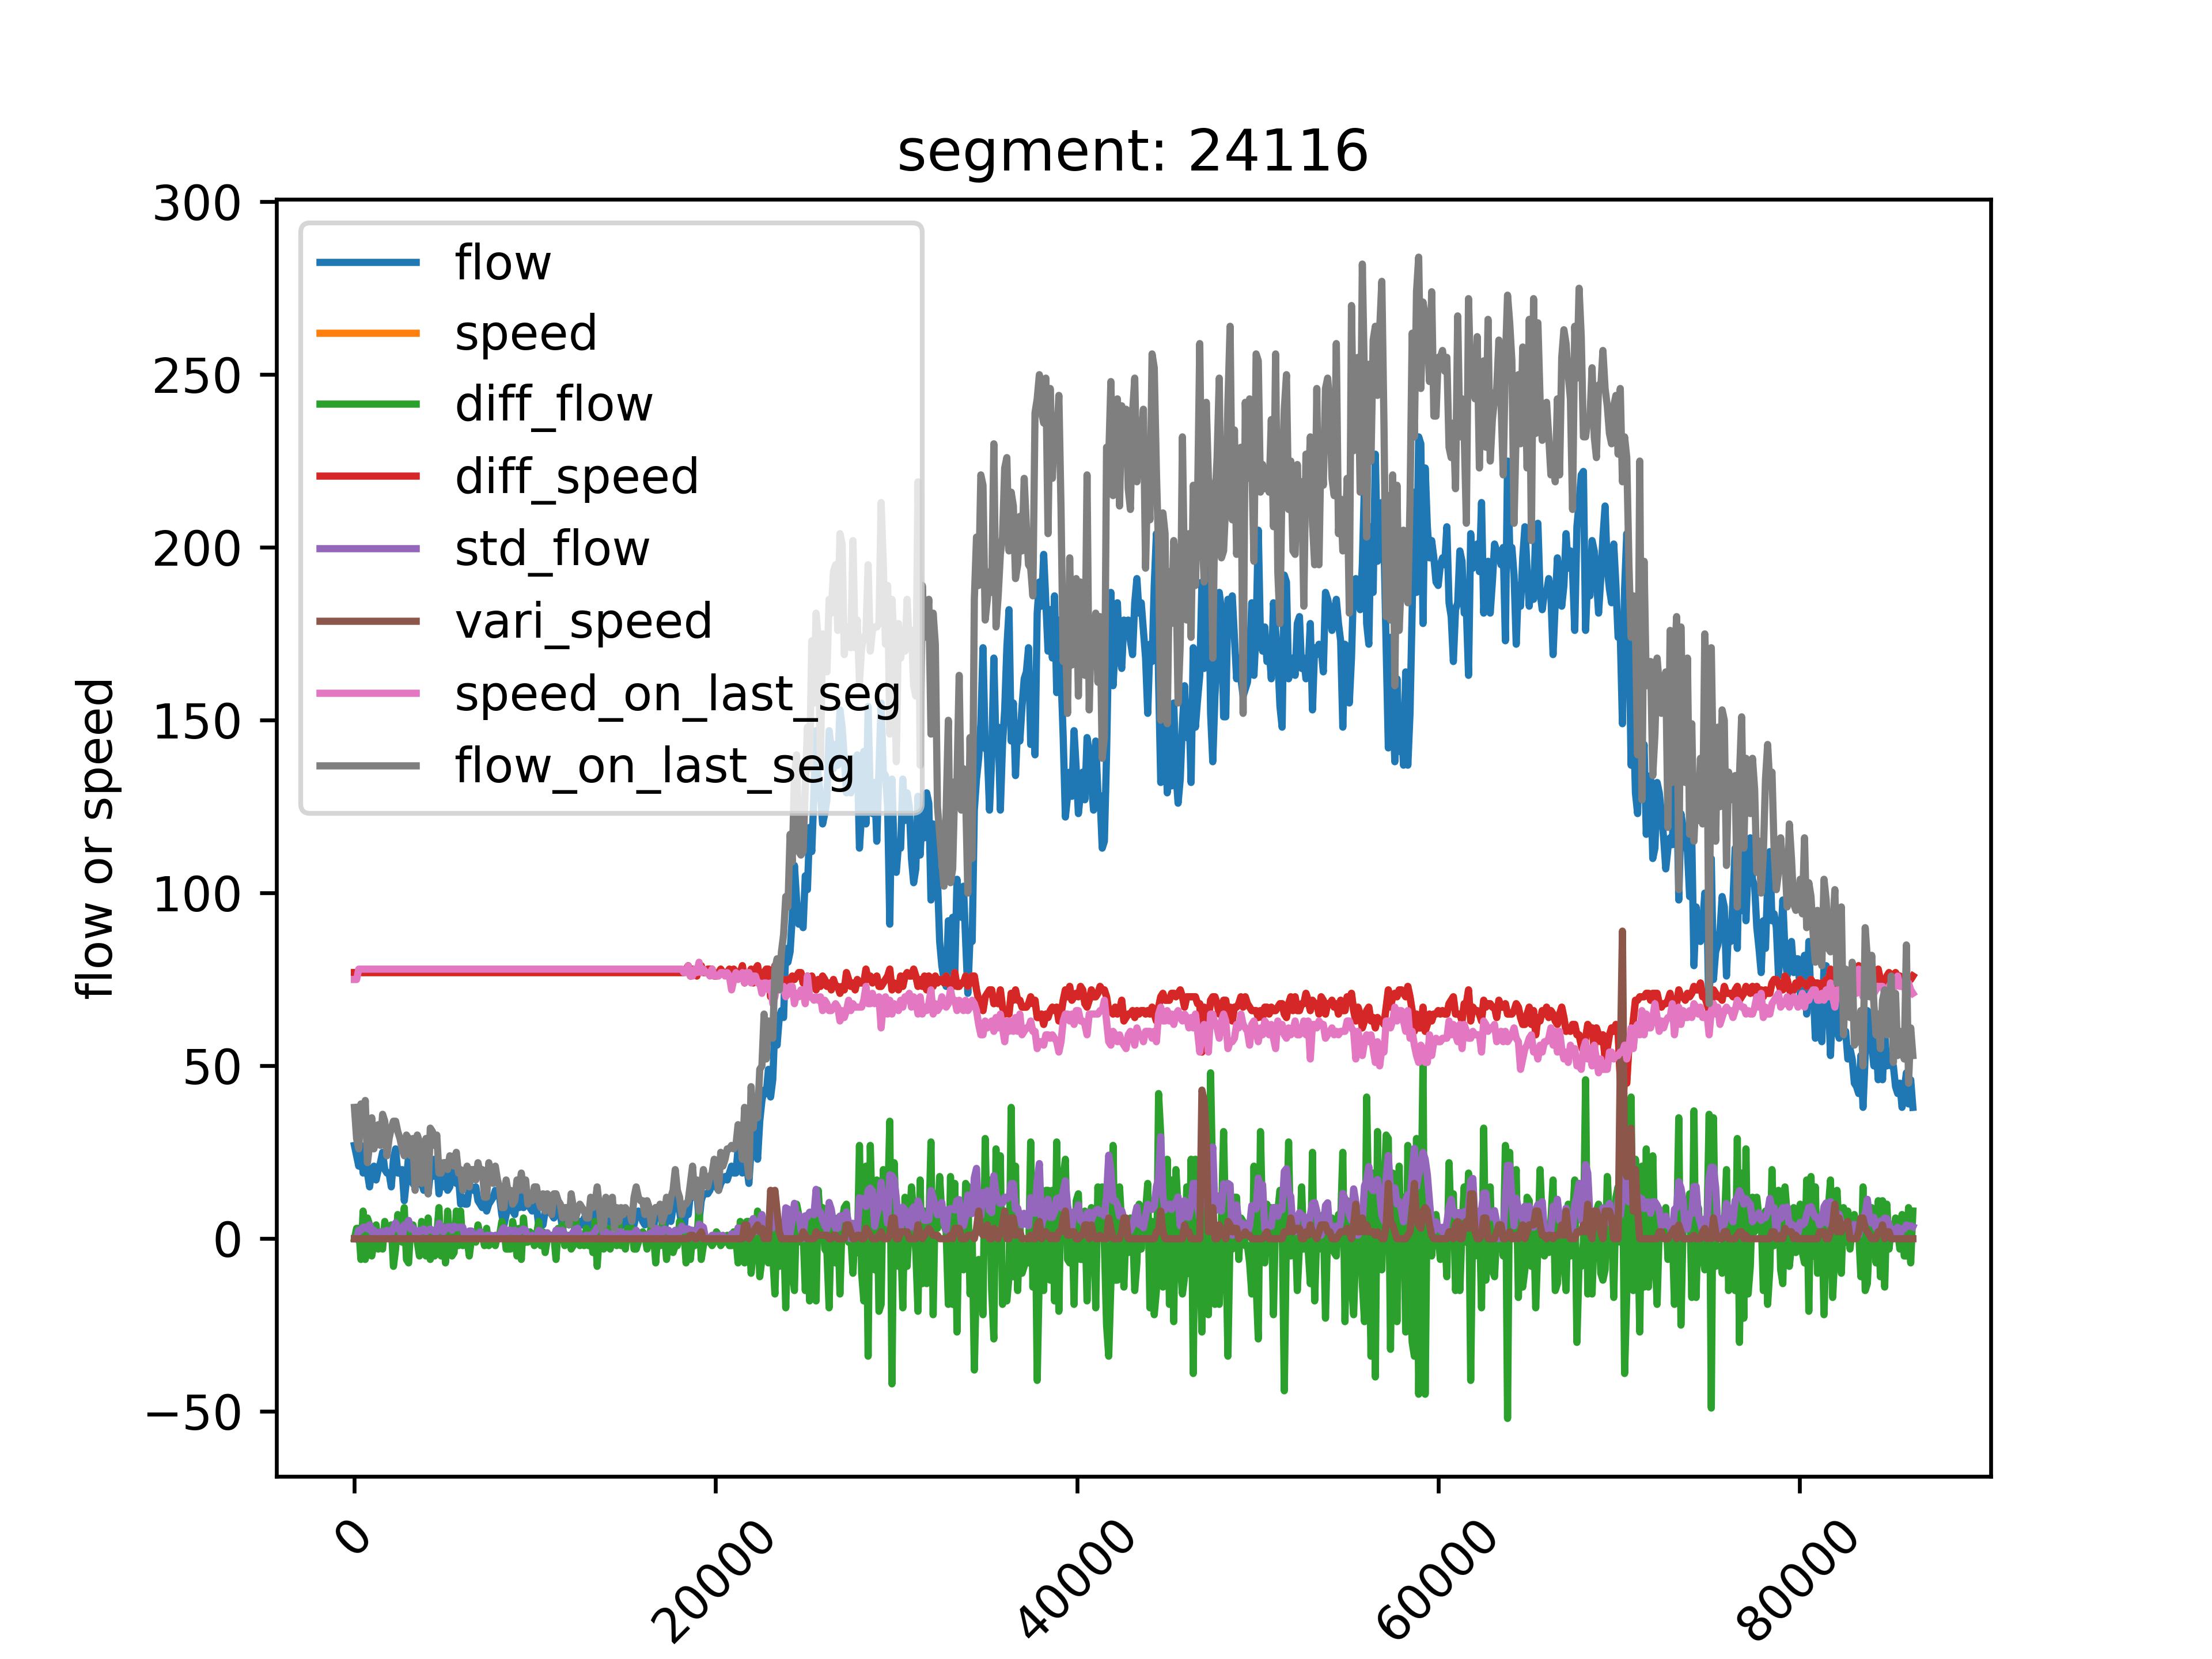 segment: 24116
300
250
200
150
100
50
0
−50
flow or speed
flow
speed
diff_flow
diff_speed
std_flow
vari_speed
speed_on_last_seg
flow_on_last_seg
0
20000
40000
60000
80000